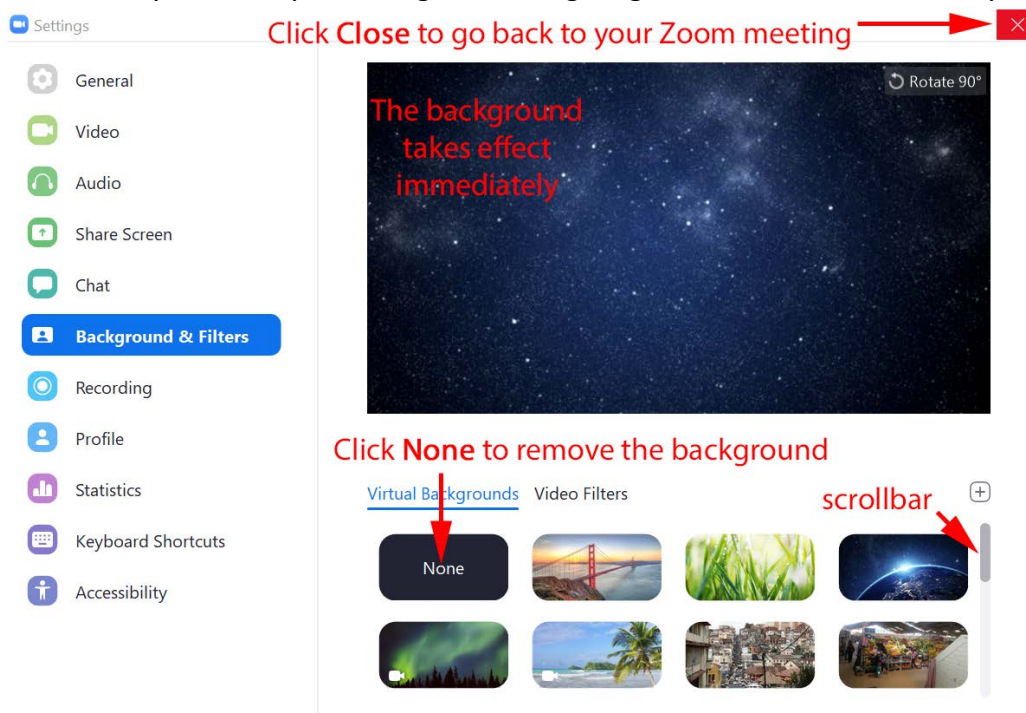 Settings
Click Close to go back to your Zoom meeting
General
Video
Audio
Share Screen
Chat
Background & Filters
Recording
Profile
Statistics
Keyboard Shortcuts
Accessibility
Rotate 90°
The background
takes effect
immediately
Click None to remove the background
Virtual Backgrounds Video Filters
scrollbar
None